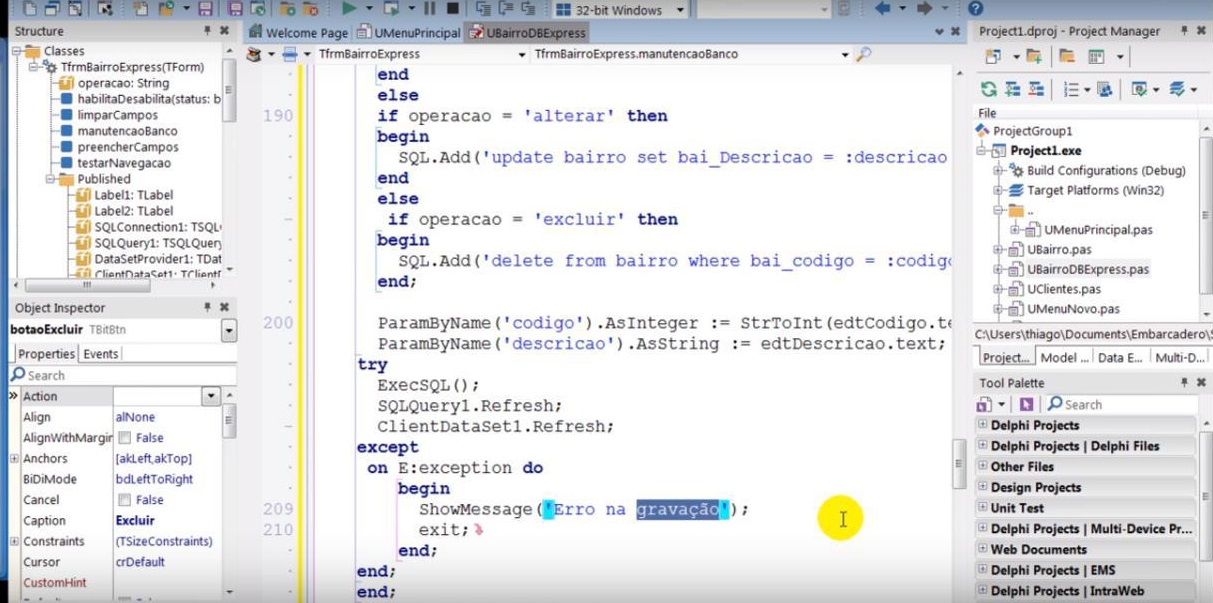 32-bit Windows
Structure
Classes
TfrmBairroExpress(TForm)
operacao: String
habilitaDesabilita(status: b
limparCampos
manutencaoBanco
preencherCampos
testarNavegacao
Published
Label1: TLabel
Label2: TLabel
SQLConnection1: TSQL
SQLQuery1: TSQLQuery
DataSetProvider1: TDat
ClientDataSet1: TClient
Object Inspector
botaoExcluir TBitBtn
Properties Events
Search
Action
Align alNone
AlignWithMargir False
Anchors [akLeft,akTop]
BiDiMode bdLeftToRight
Cancel False
Caption Excluir
Constraints (TSizeConstraints)
Cursor crDefault
CustomHint
Welcome Page UMenuPrincipal UBairroDBExpress
TfrmBairroExpress TfrmBairroExpress.manutencaoBanco
end
else
190 if operacao = 'alterar' then
begin
SQL.Add('update bairro set bai_Descricao = :descricao
end
else
if operacao = 'excluir' then
begin
SQL.Add('delete from bairro where bai_codigo = :codigo
end;
200 ParamByName('codigo').AsInteger := StrToInt(edtCodigo.te
ParamByName('descricao').AsString := edtDescricao.text;
try
ExecSQL();
SQLQuery1.Refresh;
ClientDataSet1.Refresh;
except
on E:exception do
begin
209 ShowMessage('Erro na gravação');
210 exit;
end;
end;
end;
Project1.dproj - Project Manager
File
ProjectGroup1
Project1.exe
Build Configurations (Debug)
Target Platforms (Win32)
..
UMenuPrincipal.pas
UBairro.pas
UBairroDBExpress.pas
UClientes.pas
UMenuNovo.pas
C:\Users\thiago\Documents\Embarcadero\S
Project... Model ... Data E... Multi-D...
Tool Palette
Search
Delphi Projects
Delphi Projects | Delphi Files
Other Files
Design Projects
Unit Test
Delphi Projects | Multi-Device Pr...
Web Documents
Delphi Projects | EMS
Delphi Projects | IntraWeb